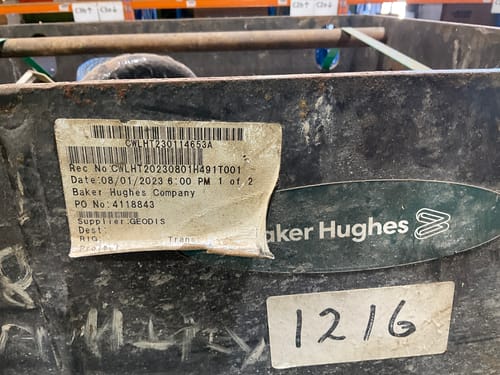 CWLHT230114653A
Rec No:CWLHT20230801H491T001
Date:08/01/2023 6:00 PM 1 of 2
Baker Hughes Company
PO No:4118843
Supplier:GEODIS
Dest:
aker Hughes
1216